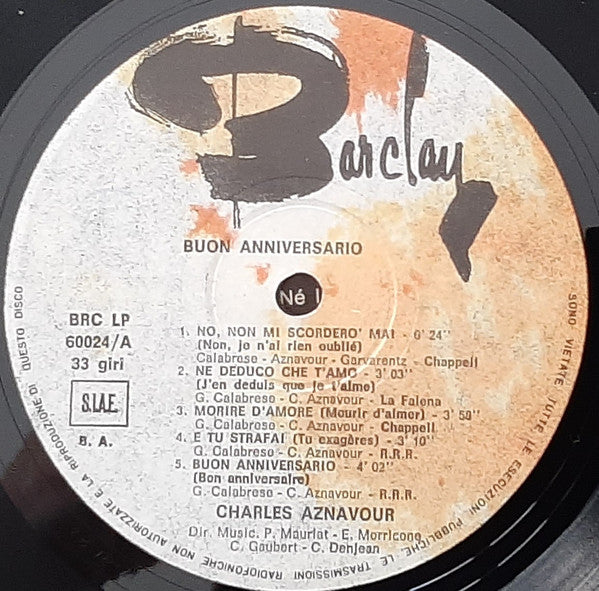 Barclay
BUON ANNIVERSARIO
Né I
BRC LP
60024/A
33 giri
S.I.A.E.
B. A.
1. NO, NON MI SCORDERO' MAI - 6'24''
(Non, je n'ai rien oublié)
Calabrese - Aznavour - Garvarentz - Chappell
2. NE DEDUCO CHE T'AMO - 3'03''
(J'en deduis que je t'aime)
G. Calabrese - C. Aznavour - La Falena
3. MORIRE D'AMORE (Mourir d'aimer) - 3'50''
G. Calabrese - C. Aznavour - Chappell
4. E TU STRAFAI (Tu exagères) - 3'10''
G. Calabrese - C. Aznavour - R.R.R.
5. BUON ANNIVERSARIO - 4'02''
(Bon anniversaire)
G. Calabrese - C. Aznavour - R.R.R.
CHARLES AZNAVOUR
Dir. Music. P. Mauriat - E. Morricone
C. Gaubert - C. Denjean
SONO VIETATE TUTTE LE ESECUZIONI PUBBLICHE, LE TRASMISSIONI RADIOFONICHE NON AUTORIZZATE E LA RIPRODUZIONE DI QUESTO DISCO